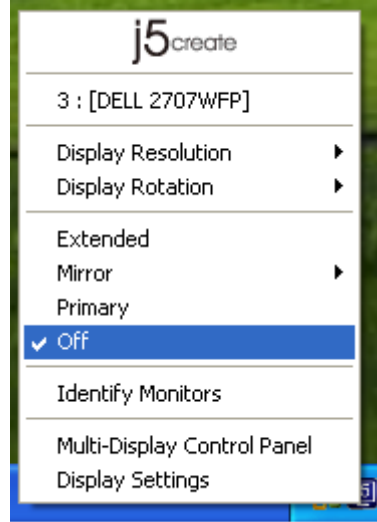 j5create
3 : [DELL 2707WFP]
Display Resolution
Display Rotation
Extended
Mirror
Primary
Off
Identify Monitors
Multi-Display Control Panel
Display Settings